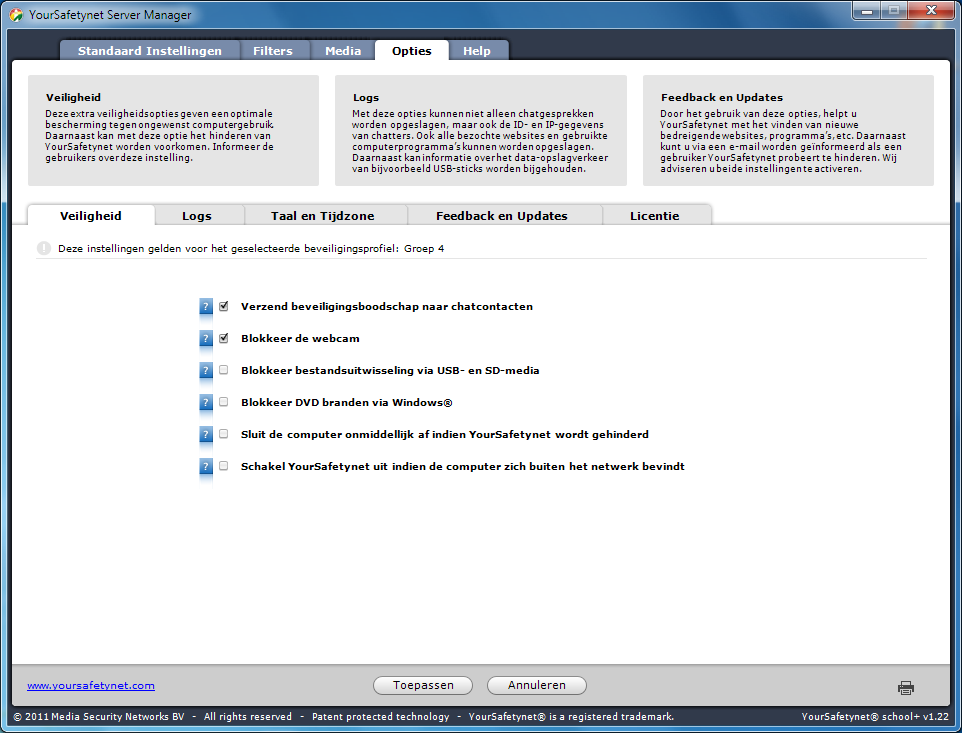 YourSafetynet Server Manager
Standaard Instellingen
Filters
Media
Opties
Help
Veiligheid
Deze extra veiligheidsopties geven een optimale
bescherming tegen ongewenst computergebruik.
Daarnaast kan met deze optie het hinderen van
YourSafetynet worden voorkomen. Informeer de
gebruikers over deze instelling.
Logs
Met deze opties kunnen niet alleen chatgesprekken
worden opgeslagen, maar ook de ID- en IP-gegevens
van chatters. Ook alle bezochte websites en gebruikte
computerprogramma's kunnen worden opgeslagen.
Daarnaast kan informatie over het data-opslagverkeer
van bijvoorbeeld USB-sticks worden bijgehouden.
Feedback en Updates
Door het gebruik van deze opties, helpt u
YourSafetynet met het vinden van nieuwe
bedreigende websites, programma's, etc. Daarnaast
kunt u via een e-mail worden geïnformeerd als een
gebruiker YourSafetynet probeert te hinderen. Wij
adviseren u beide instellingen te activeren.
Veiligheid
Logs
Taal en Tijdzone
Feedback en Updates
Licentie
! Deze instellingen gelden voor het geselecteerde beveiligingsprofiel: Groep 4
? Verzend beveiligingsboodschap naar chatcontacten
? Blokkeer de webcam
? Blokkeer bestandsuitwisseling via USB- en SD-media
? Blokkeer DVD branden via Windows®
? Sluit de computer onmiddellijk af indien YourSafetynet wordt gehinderd
? Schakel YourSafetynet uit indien de computer zich buiten het netwerk bevindt
www.yoursafetynet.com
Toepassen
Annuleren
© 2011 Media Security Networks BV - All rights reserved - Patent protected technology - YourSafetynet® is a registered trademark.
YourSafetynet® school+ v1.22